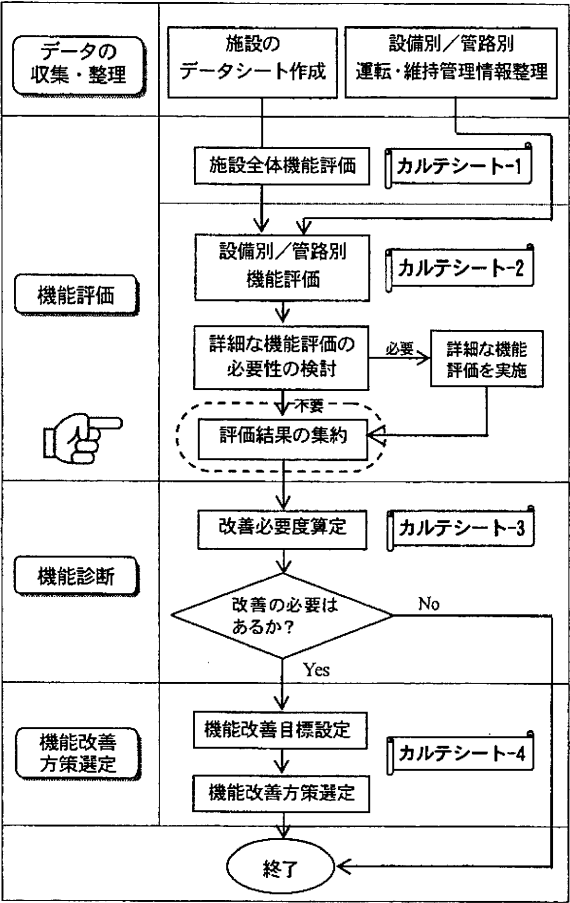 データの
収集・整理
施設の
データシート作成
設備別／管路別
運転・維持管理情報整理
施設全体機能評価
カルテシート-1
機能評価
設備別／管路別
機能評価
カルテシート-2
詳細な機能評価の
必要性の検討
必要
詳細な機能
評価を実施
不要
評価結果の集約
機能診断
改善必要度算定
カルテシート-3
改善の必要は
あるか？
No
Yes
機能改善
方策選定
機能改善目標設定
カルテシート-4
機能改善方策選定
終了